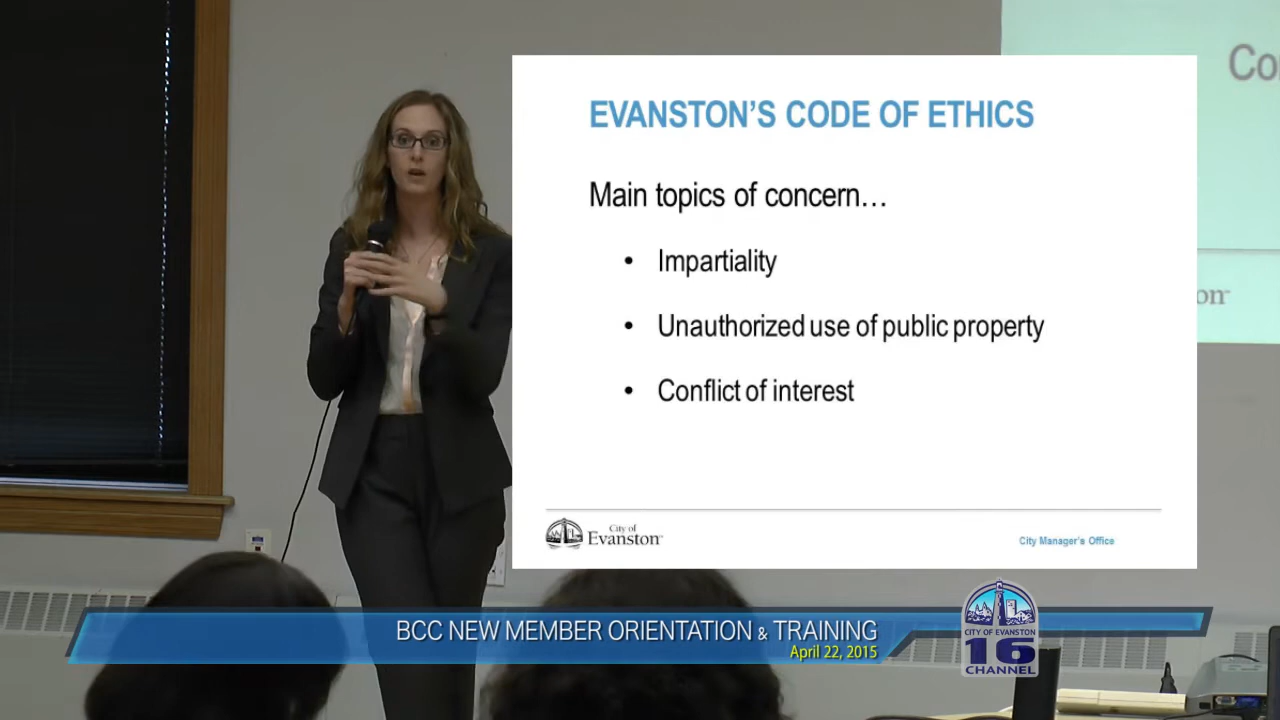 Co
EVANSTON'S CODE OF ETHICS
Main topics of concern…
• Impartiality
• Unauthorized use of public property
• Conflict of interest
on
City of
Evanston
City Manager's Office
BCC NEW MEMBER ORIENTATION & TRAINING
April 22, 2015
CITY OF EVANSTON
16
CHANNEL